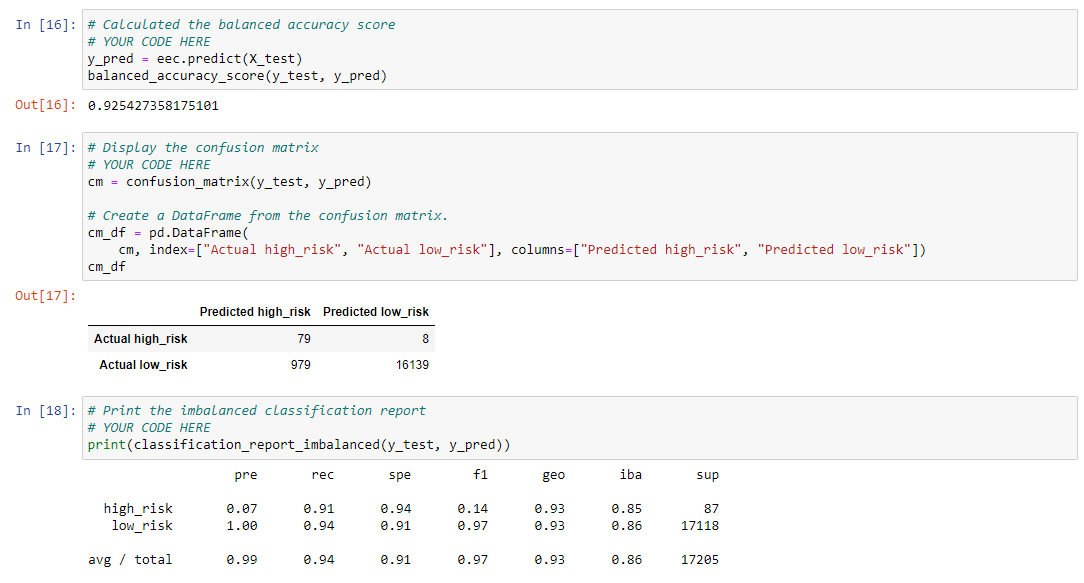 In [16]: # Calculated the balanced accuracy score
# YOUR CODE HERE
y_pred = eec.predict(X_test)
balanced_accuracy_score(y_test, y_pred)
Out[16]: 0.925427358175101
In [17]: # Display the confusion matrix
# YOUR CODE HERE
cm = confusion_matrix(y_test, y_pred)
# Create a DataFrame from the confusion matrix.
cm_df = pd.DataFrame(
cm, index=["Actual high_risk", "Actual low_risk"], columns=["Predicted high_risk", "Predicted low_risk"])
cm_df
Out[17]:
Predicted high_risk Predicted low_risk
Actual high_risk 79 8
Actual low_risk 979 16139
In [18]: # Print the imbalanced classification report
# YOUR CODE HERE
print(classification_report_imbalanced(y_test, y_pred))
pre rec spe f1 geo iba sup
high_risk 0.07 0.91 0.94 0.14 0.93 0.85 87
low_risk 1.00 0.94 0.91 0.97 0.93 0.86 17118
avg / total 0.99 0.94 0.91 0.97 0.93 0.86 17205